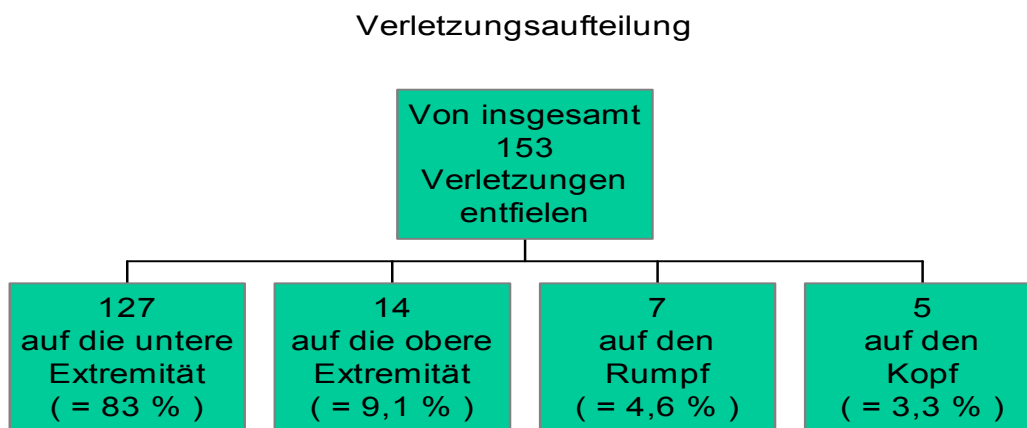 Verletzungsaufteilung
Von insgesamt
153
Verletzungen
entfielen
127
auf die untere
Extremität
( = 83 % )
14
auf die obere
Extremität
( = 9,1 % )
7
auf den
Rumpf
( = 4,6 % )
5
auf den
Kopf
( = 3,3 % )